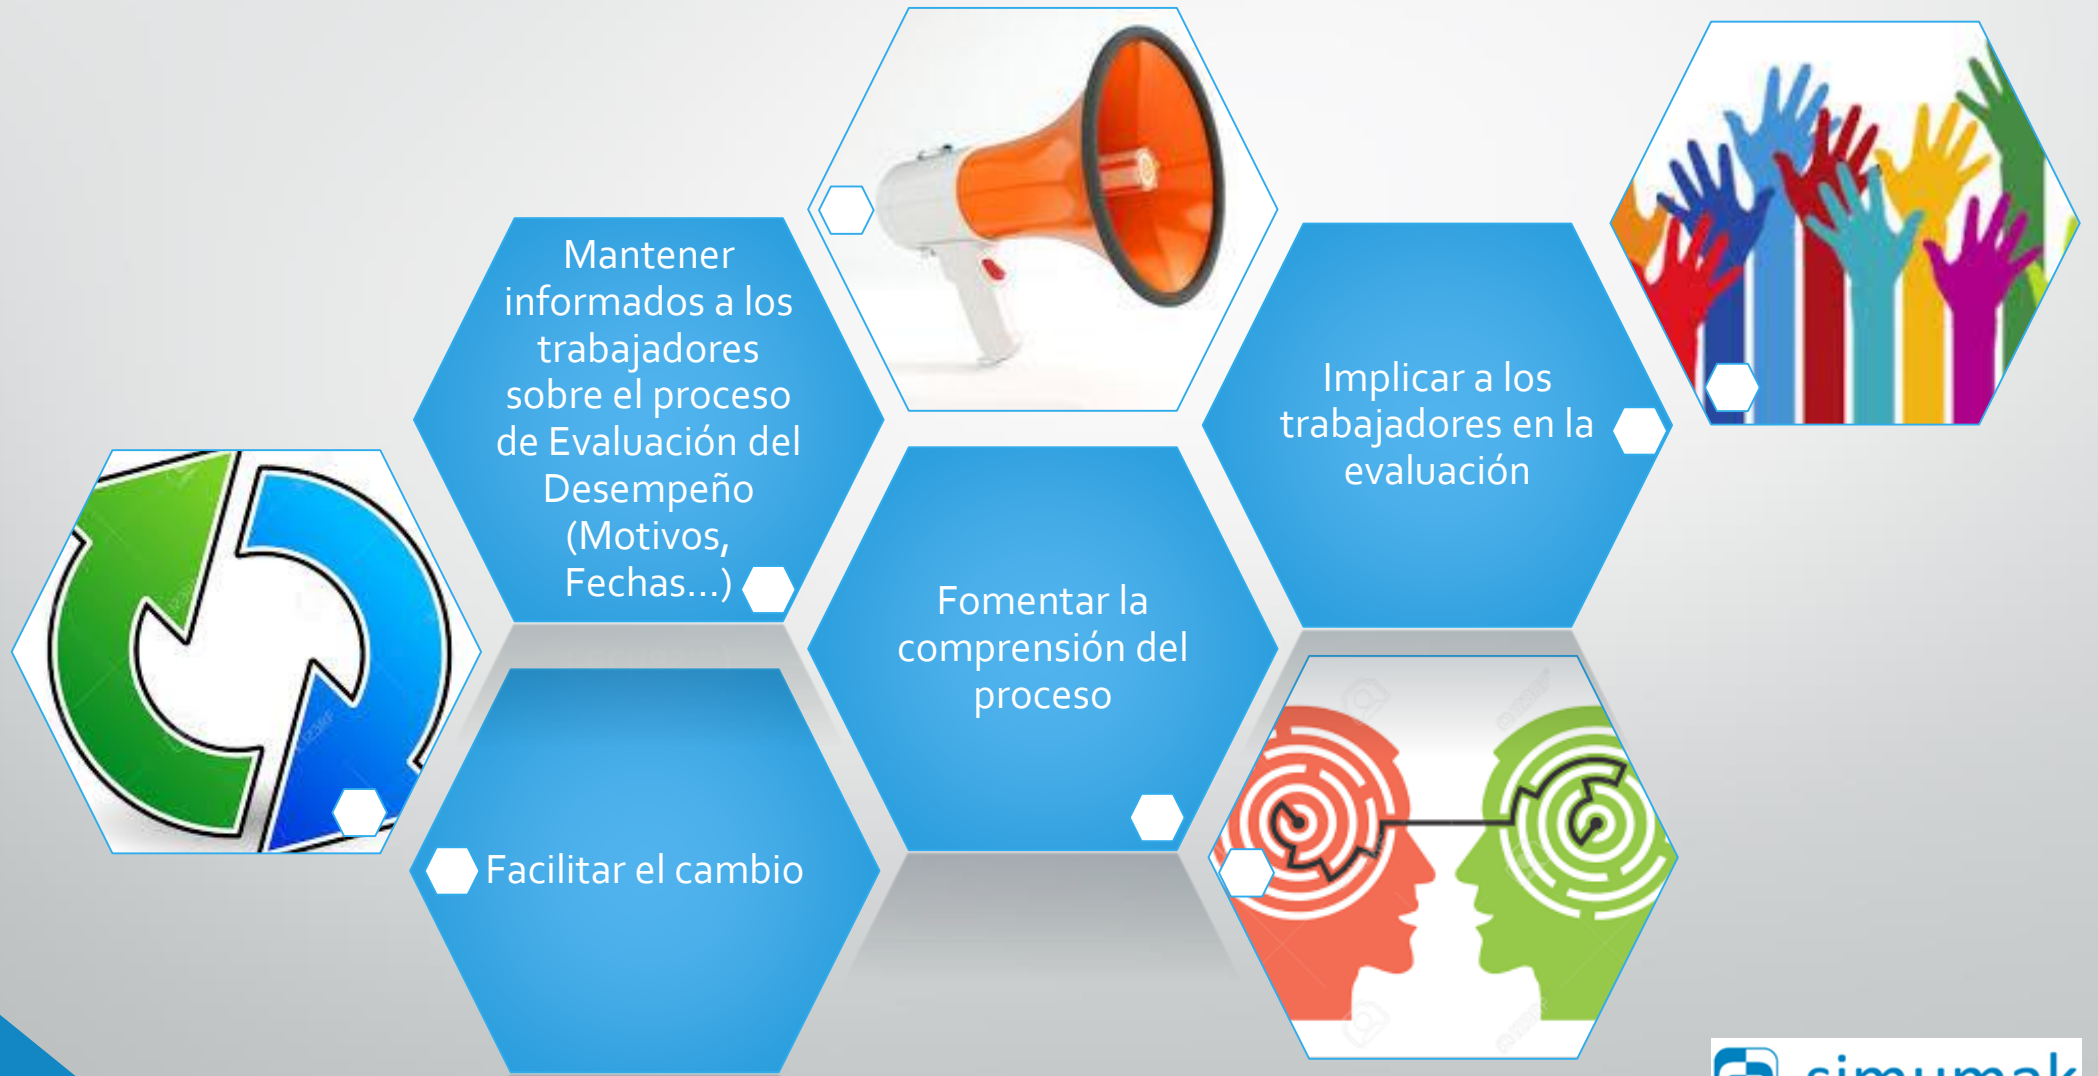 Mantener
informados a los
trabajadores
sobre el proceso
de Evaluación del
Desempeño
(Motivos,
Fechas...)
Implicar a los
trabajadores en la
evaluación
Fomentar la
comprensión del
proceso
Facilitar el cambio
simumak